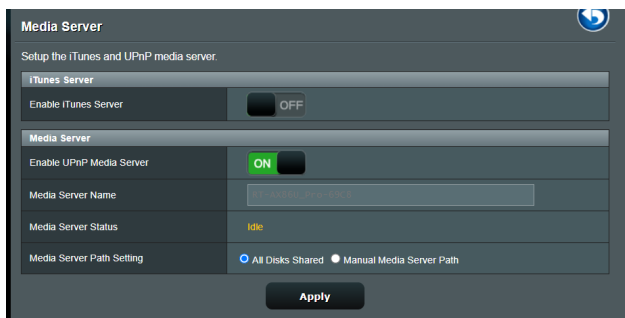 Media Server
Setup the iTunes and UPnP media server.
iTunes Server
Enable iTunes Server OFF
Media Server
Enable UPnP Media Server ON
Media Server Name
Media Server Status Idle
Media Server Path Setting All Disks Shared Manual Media Server Path
Apply